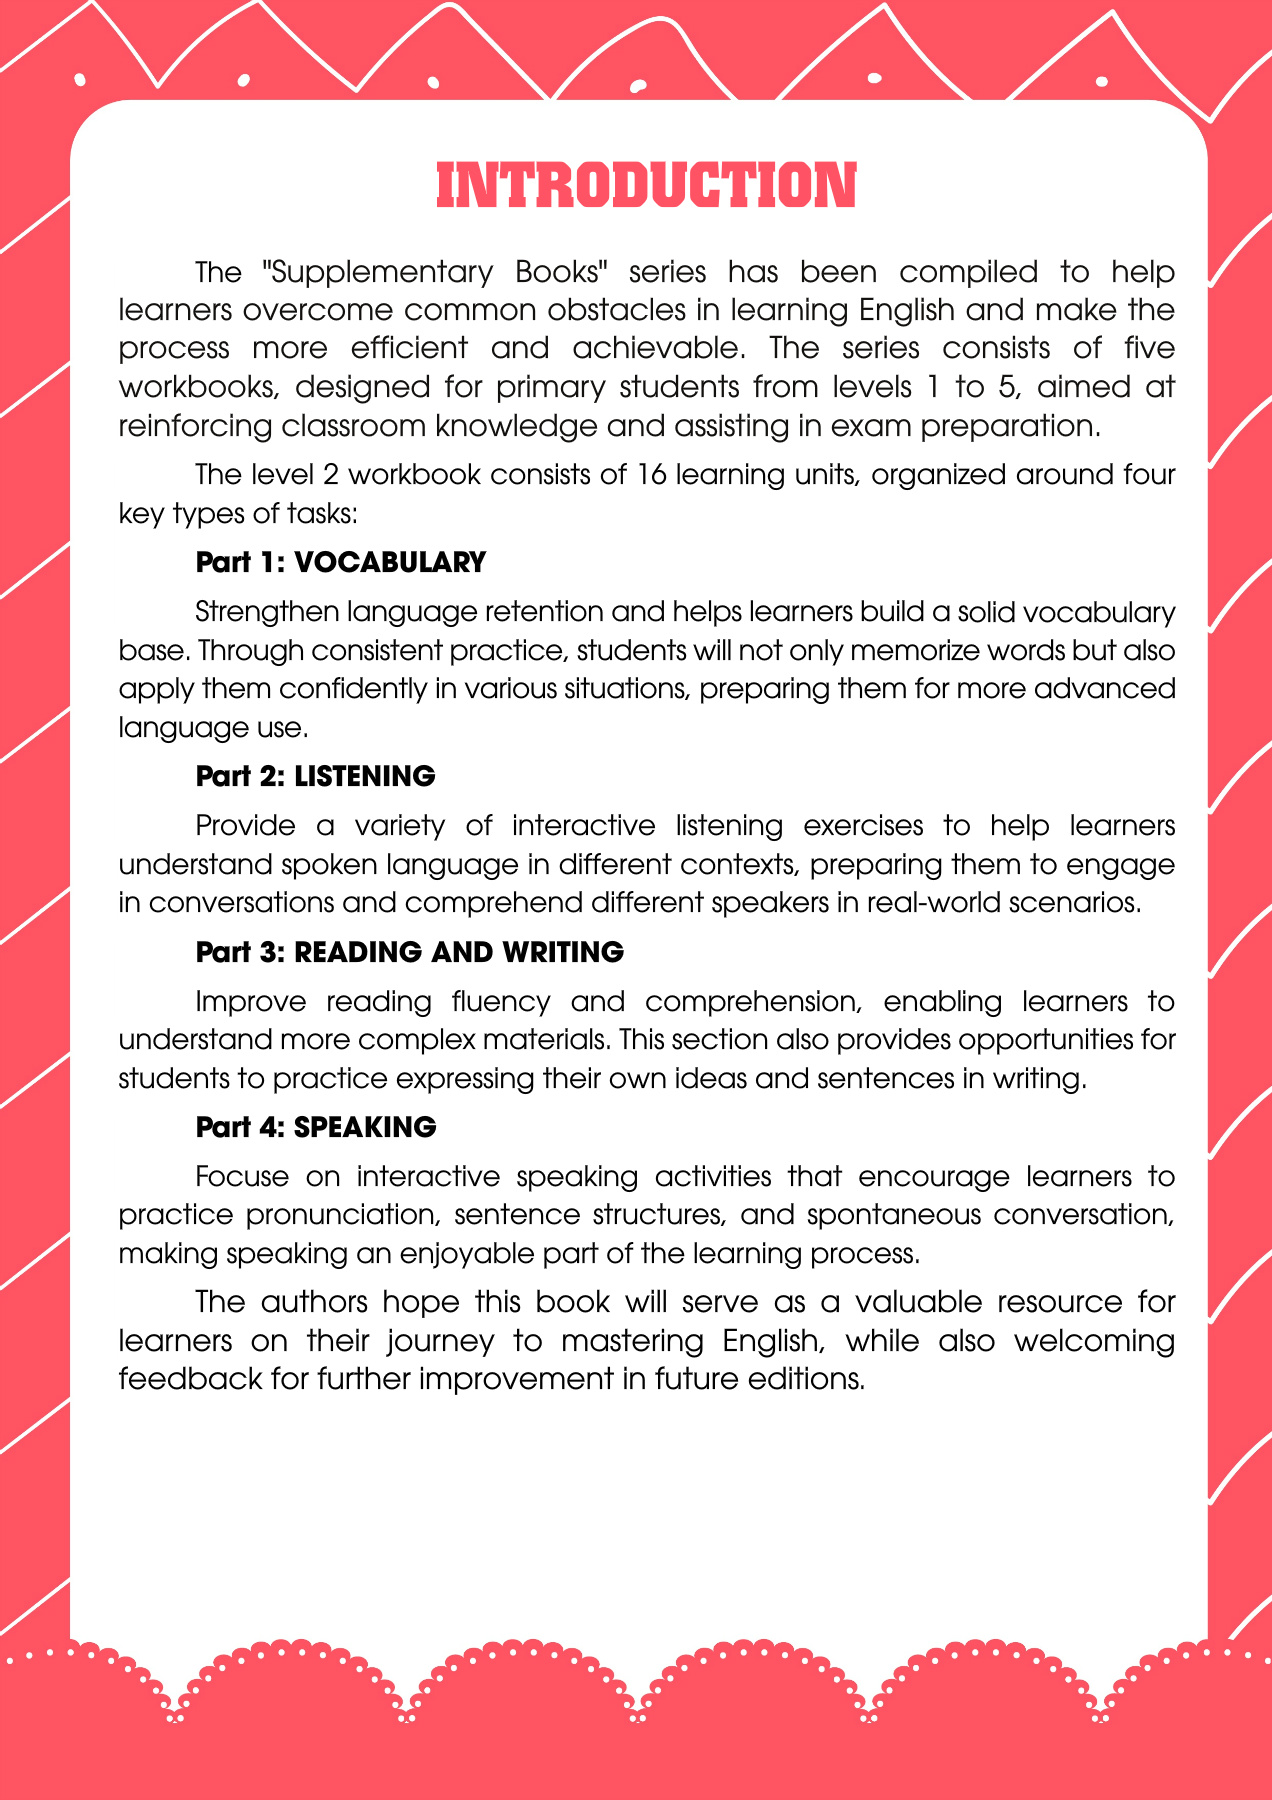 INTRODUCTION
The "Supplementary Books" series has been compiled to help
learners overcome common obstacles in learning English and make the
process more efficient and achievable. The series consists of five
workbooks, designed for primary students from levels 1 to 5, aimed at
reinforcing classroom knowledge and assisting in exam preparation.
The level 2 workbook consists of 16 learning units, organized around four
key types of tasks:
Part 1: VOCABULARY
Strengthen language retention and helps learners build a solid vocabulary
base. Through consistent practice, students will not only memorize words but also
apply them confidently in various situations, preparing them for more advanced
language use.
Part 2: LISTENING
Provide a variety of interactive listening exercises to help learners
understand spoken language in different contexts, preparing them to engage
in conversations and comprehend different speakers in real-world scenarios.
Part 3: READING AND WRITING
Improve reading fluency and comprehension, enabling learners to
understand more complex materials. This section also provides opportunities for
students to practice expressing their own ideas and sentences in writing.
Part 4: SPEAKING
Focuse on interactive speaking activities that encourage learners to
practice pronunciation, sentence structures, and spontaneous conversation,
making speaking an enjoyable part of the learning process.
The authors hope this book will serve as a valuable resource for
learners on their journey to mastering English, while also welcoming
feedback for further improvement in future editions.